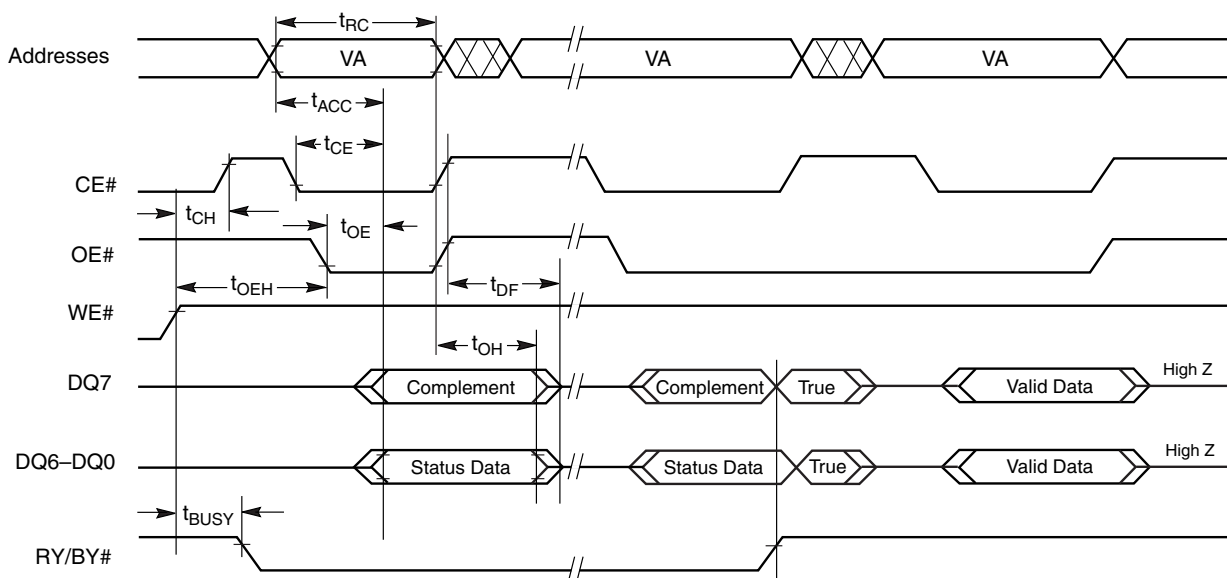 tRC
Addresses VA VA VA
tACC
tCE
CE#
tCH tOE
OE#
tOEH tDF
WE#
tOH
DQ7 Complement Complement True Valid Data High Z
DQ6–DQ0 Status Data Status Data True Valid Data High Z
tBUSY
RY/BY#